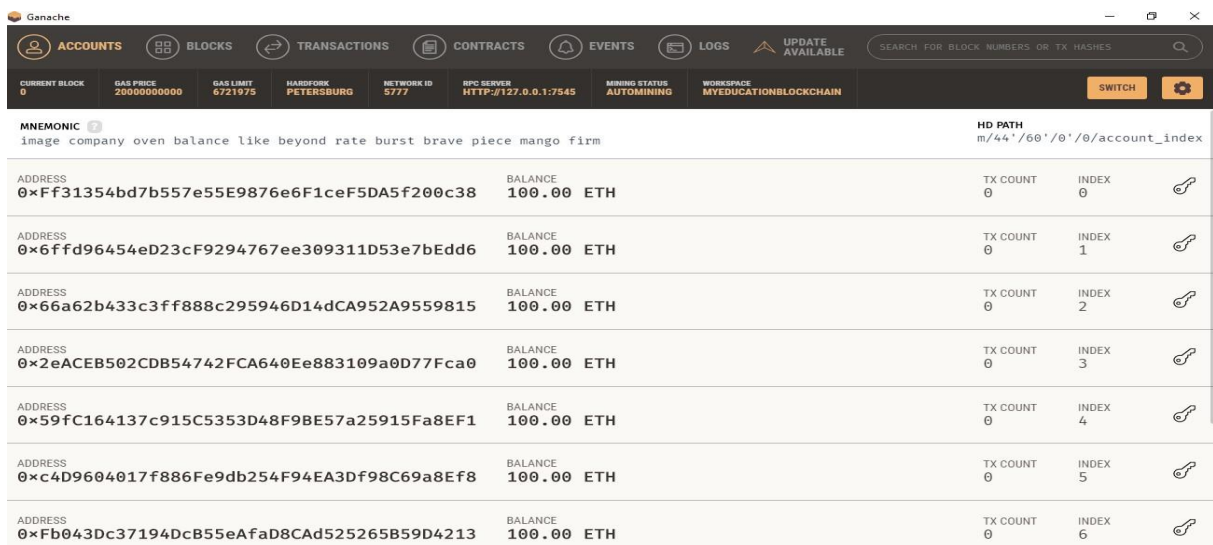 Ganache
ACCOUNTS BLOCKS TRANSACTIONS CONTRACTS EVENTS LOGS UPDATE AVAILABLE SEARCH FOR BLOCK NUMBERS OR TX HASHES
CURRENT BLOCK GAS PRICE GAS LIMIT HARDFORK NETWORK ID RPC SERVER MINING STATUS WORKSPACE
0 20000000000 6721975 PETERSBURG 5777 HTTP://127.0.0.1:7545 AUTOMINING MYEDUCATIONBLOCKCHAIN SWITCH
MNEMONIC ? HD PATH
image company oven balance like beyond rate burst brave piece mango firm m/44'/60'/0'/0/account_index
ADDRESS BALANCE TX COUNT INDEX
0×Ff31354bd7b557e55E9876e6F1ceF5DA5f200c38 100.00 ETH 0 0
ADDRESS BALANCE TX COUNT INDEX
0×6ffd96454eD23cF9294767ee309311D53e7bEdd6 100.00 ETH 0 1
ADDRESS BALANCE TX COUNT INDEX
0×66a62b433c3ff888c295946D14dCA952A9559815 100.00 ETH 0 2
ADDRESS BALANCE TX COUNT INDEX
0×2eACEB502CDB54742FCA640Ee883109a0D77Fca0 100.00 ETH 0 3
ADDRESS BALANCE TX COUNT INDEX
0×59fC164137c915C5353D48F9BE57a25915Fa8EF1 100.00 ETH 0 4
ADDRESS BALANCE TX COUNT INDEX
0×c4D9604017f886Fe9db254F94EA3Df98C69a8Ef8 100.00 ETH 0 5
ADDRESS BALANCE TX COUNT INDEX
0×Fb043Dc37194DcB55eAfaD8CAd525265B59D4213 100.00 ETH 0 6